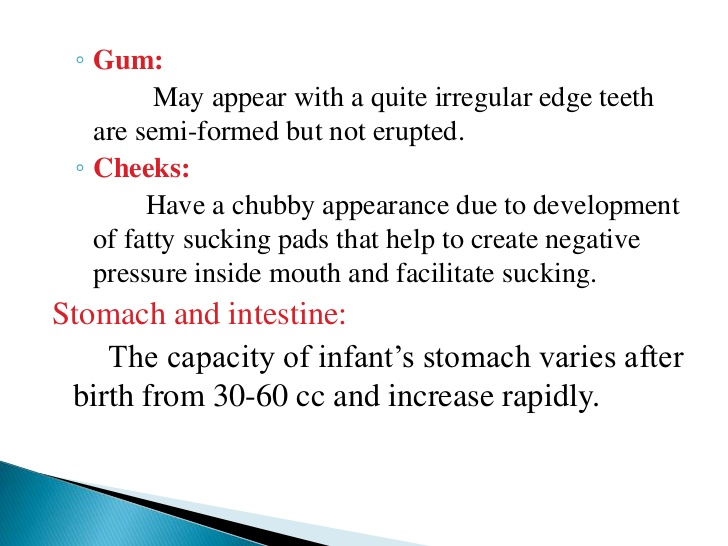 ◦ Gum:
May appear with a quite irregular edge teeth
are semi-formed but not erupted.
◦ Cheeks:
Have a chubby appearance due to development
of fatty sucking pads that help to create negative
pressure inside mouth and facilitate sucking.
Stomach and intestine:
The capacity of infant’s stomach varies after
birth from 30-60 cc and increase rapidly.